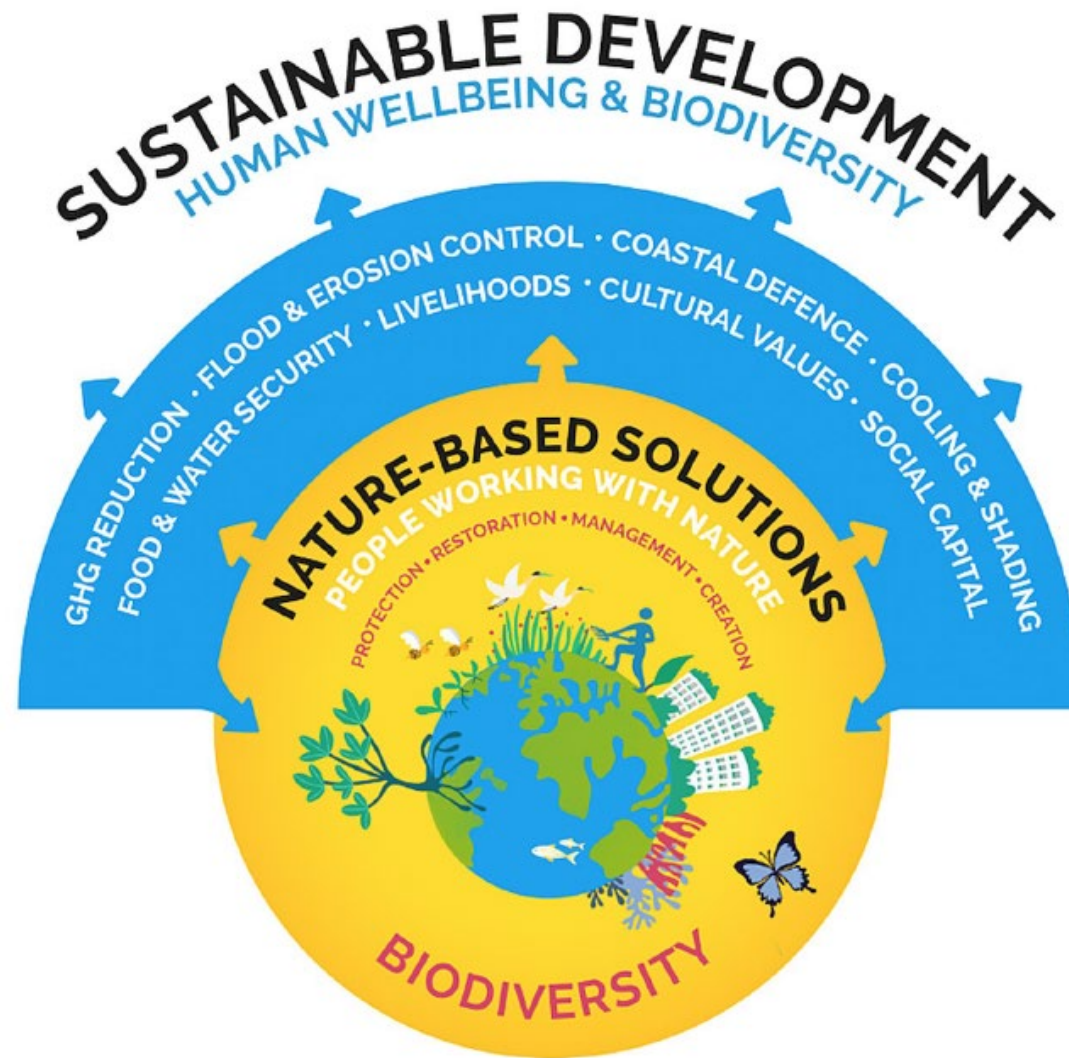 SUSTAINABLE DEVELOPMENT
HUMAN WELLBEING & BIODIVERSITY
GHG REDUCTION · FLOOD & EROSION CONTROL · COASTAL DEFENCE · COOLING & SHADING
FOOD & WATER SECURITY · LIVELIHOODS · CULTURAL VALUES · SOCIAL CAPITAL
NATURE-BASED SOLUTIONS
PEOPLE WORKING WITH NATURE
PROTECTION • RESTORATION • MANAGEMENT • CREATION
BIODIVERSITY